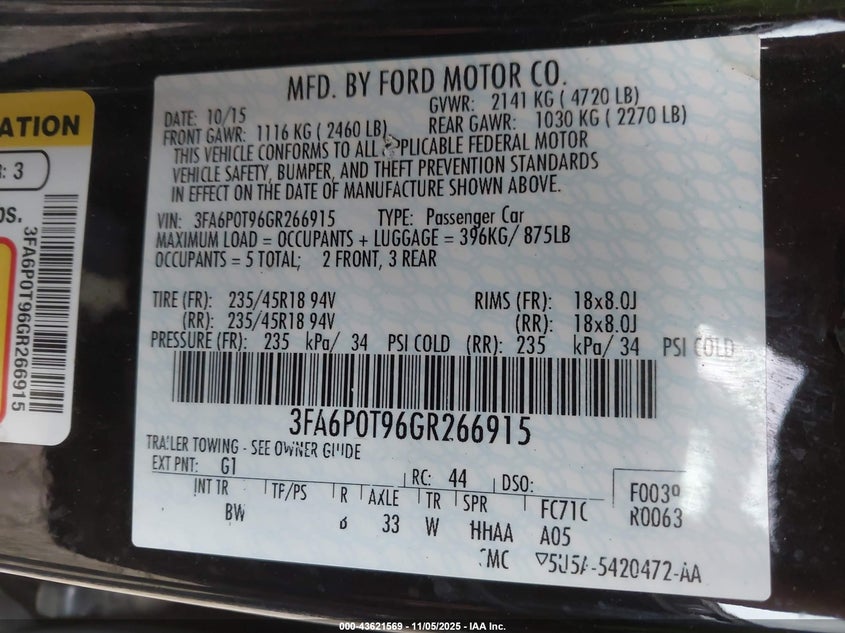 MFD. BY FORD MOTOR CO.
DATE: 10/15
GVWR: 2141 KG ( 4720 LB)
FRONT GAWR: 1116 KG ( 2460 LB)
REAR GAWR: 1030 KG ( 2270 LB)
THIS VEHICLE CONFORMS TO ALL APPLICABLE FEDERAL MOTOR
VEHICLE SAFETY, BUMPER, AND THEFT PREVENTION STANDARDS
IN EFFECT ON THE DATE OF MANUFACTURE SHOWN ABOVE.
VIN: 3FA6P0T96GR266915 TYPE: Passenger Car
MAXIMUM LOAD = OCCUPANTS + LUGGAGE = 396KG/ 875LB
OCCUPANTS = 5 TOTAL; 2 FRONT, 3 REAR
TIRE (FR): 235/45R18 94V RIMS (FR): 18x8.0J
(RR): 235/45R18 94V (RR): 18x8.0J
PRESSURE (FR): 235 kPa/ 34 PSI COLD (RR): 235 kPa/ 34 PSI COLD
3FA6P0T96GR266915
TRAILER TOWING - SEE OWNER GUIDE
EXT PNT: G1 RC: 44 DSO:
INT TR TF/PS R AXLE TR SPR
BW 33 W HHAA
FC71C
A05
R0063
ATION
: 3
3FA6P0T96GR266915
000-43621569 - 11/05/2025 - IAA Inc.